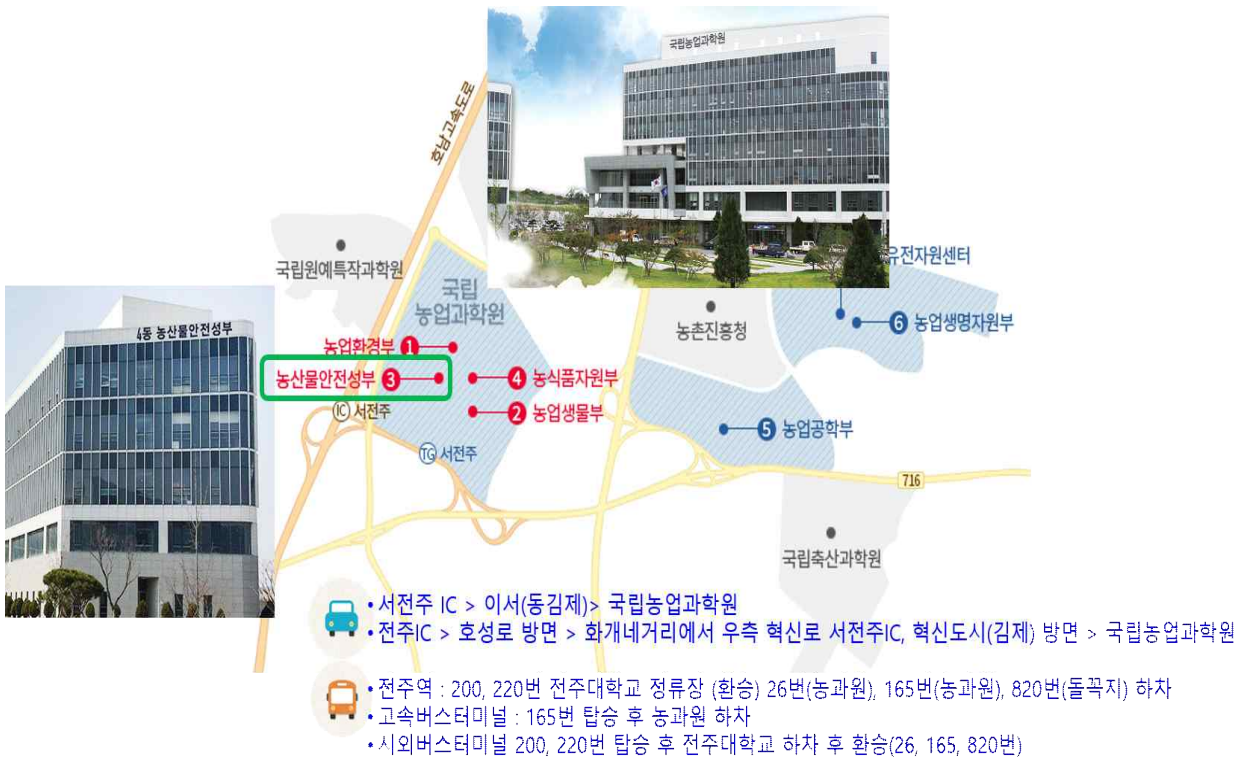 국립농업과학원
호남고속도로
국립원예특작과학원
국립
농업과학원
유전자원센터
농촌진흥청
6 농업생명자원부
4동 농산물안전성부
농업환경부 1
농산물안전성부 3
4 농식품자원부
IC 서전주
2 농업생물부
5 농업공학부
TG 서전주
716
국립축산과학원
• 서전주 IC > 이서(동김제)> 국립농업과학원
• 전주IC > 호성로 방면 > 화개네거리에서 우측 혁신로 서전주IC, 혁신도시(김제) 방면 > 국립농업과학원
• 전주역 : 200, 220번 전주대학교 정류장 (환승) 26번(농과원), 165번(농과원), 820번(돌꼭지) 하차
• 고속버스터미널 : 165번 탑승 후 농과원 하차
• 시외버스터미널 200, 220번 탑승 후 전주대학교 하차 후 환승(26, 165, 820번)